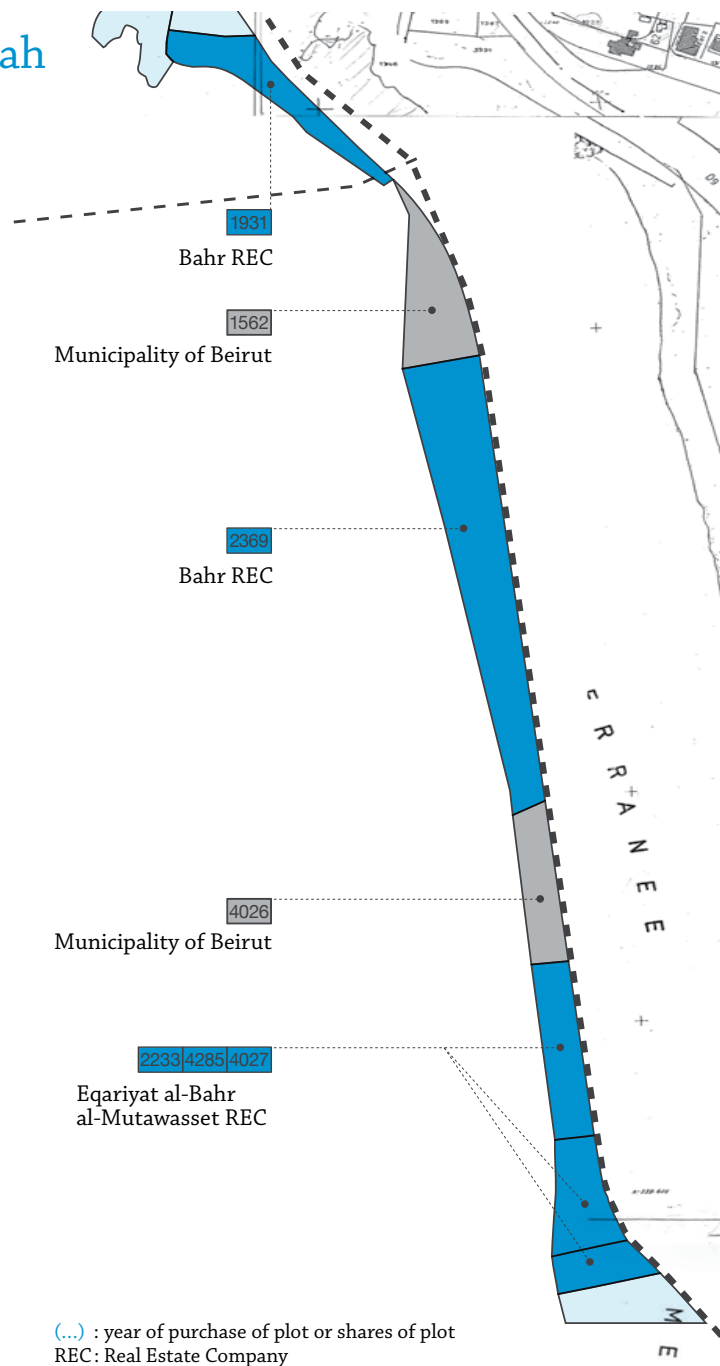 ah
1931
Bahr REC
1562
Municipality of Beirut
2369
Bahr REC
4026
Municipality of Beirut
2233 4285 4027
Eqariyat al-Bahr
al-Mutawasset REC
(...) : year of purchase of plot or shares of plot
REC: Real Estate Company
RRANEE
M E